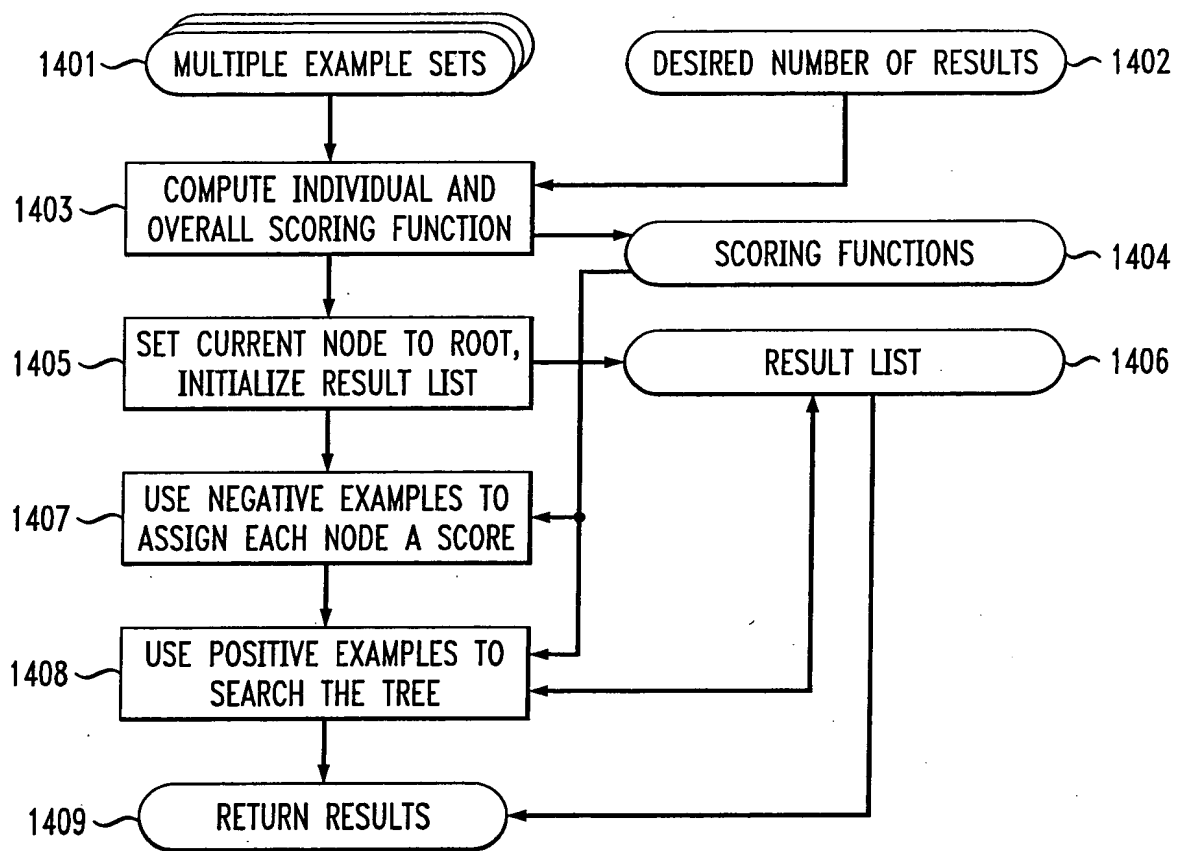 1401
MULTIPLE EXAMPLE SETS
DESIRED NUMBER OF RESULTS
1402
1403
COMPUTE INDIVIDUAL AND
OVERALL SCORING FUNCTION
SCORING FUNCTIONS
1404
1405
SET CURRENT NODE TO ROOT,
INITIALIZE RESULT LIST
RESULT LIST
1406
1407
USE NEGATIVE EXAMPLES TO
ASSIGN EACH NODE A SCORE
1408
USE POSITIVE EXAMPLES TO
SEARCH THE TREE
1409
RETURN RESULTS